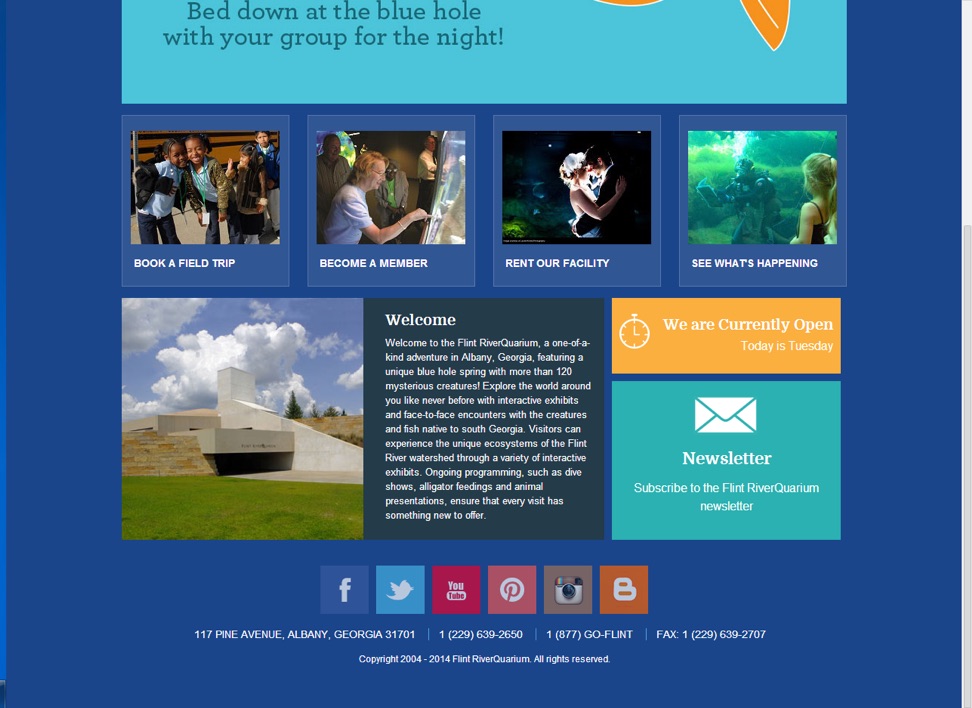 Bed down at the blue hole
with your group for the night!
BOOK A FIELD TRIP
BECOME A MEMBER
RENT OUR FACILITY
SEE WHAT'S HAPPENING
Welcome
Welcome to the Flint RiverQuarium, a one-of-a-
kind adventure in Albany, Georgia, featuring a
unique blue hole spring with more than 120
mysterious creatures! Explore the world around
you like never before with interactive exhibits
and face-to-face encounters with the creatures
and fish native to south Georgia. Visitors can
experience the unique ecosystems of the Flint
River watershed through a variety of interactive
exhibits. Ongoing programming, such as dive
shows, alligator feedings and animal
presentations, ensure that every visit has
something new to offer.
We are Currently Open
Today is Tuesday
Newsletter
Subscribe to the Flint RiverQuarium
newsletter
You
Tube
117 PINE AVENUE, ALBANY, GEORGIA 31701
1 (229) 639-2650
1 (877) GO-FLINT
FAX: 1 (229) 639-2707
Copyright 2004 - 2014 Flint RiverQuarium. All rights reserved.